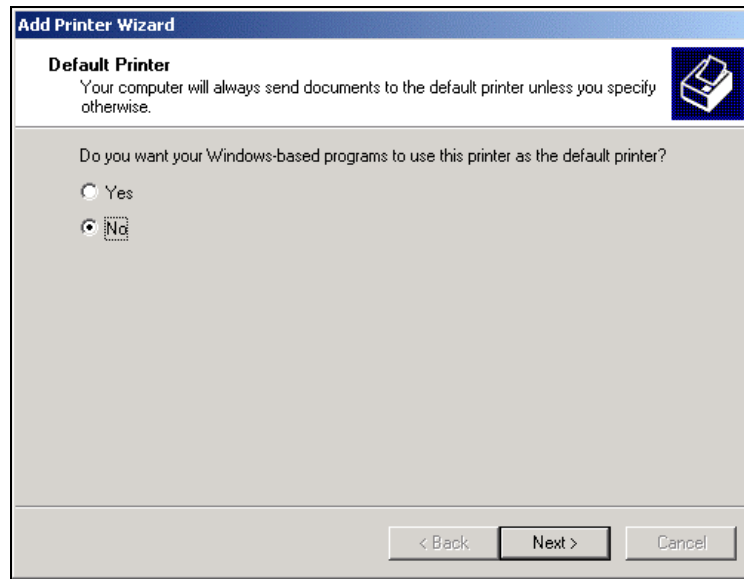 Add Printer Wizard
Default Printer
Your computer will always send documents to the default printer unless you specify
otherwise.
Do you want your Windows-based programs to use this printer as the default printer?
Yes
No
< Back
Next >
Cancel